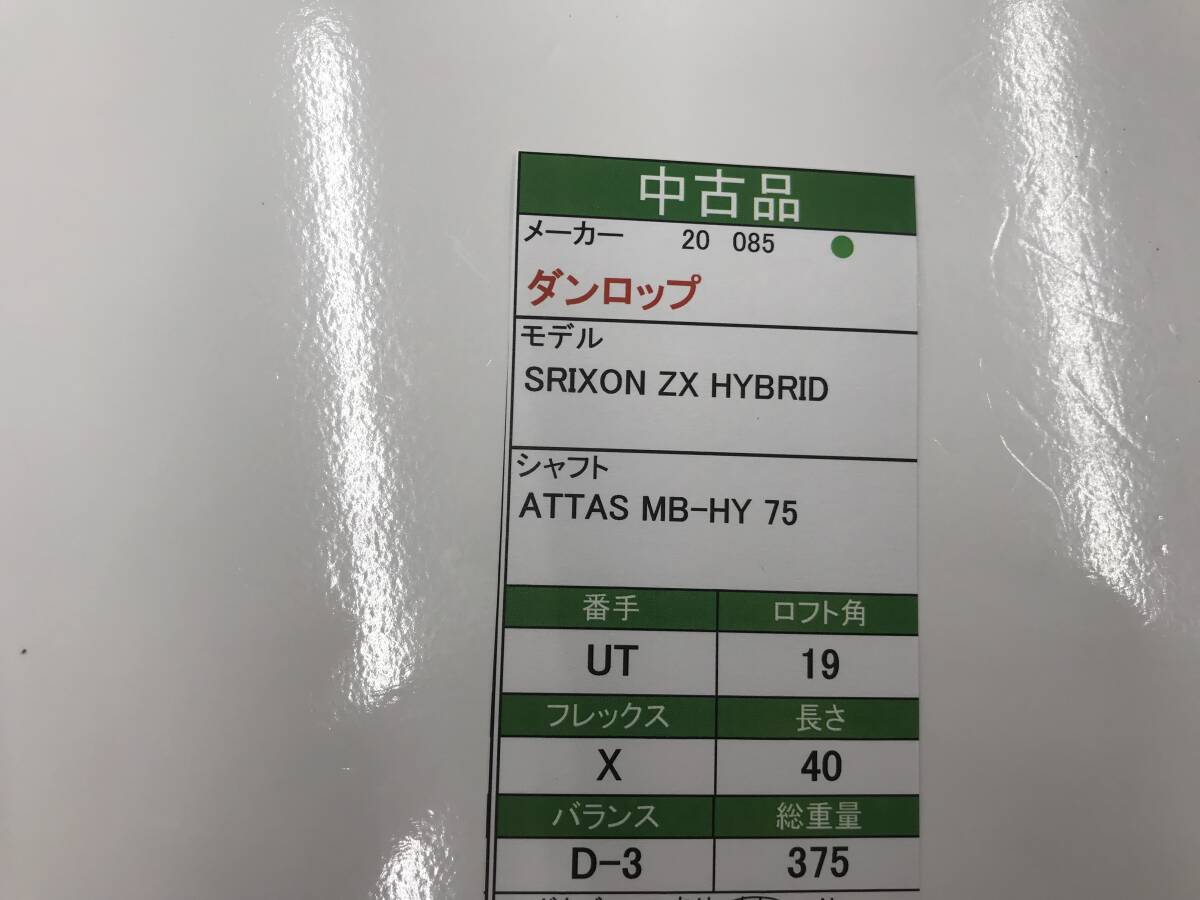 中古品
メーカー 20 085
ダンロップ
モデル
SRIXON ZX HYBRID
シャフト
ATTAS MB-HY 75
番手 ロフト角
UT 19
フレックス 長さ
X 40
バランス 総重量
D-3 375